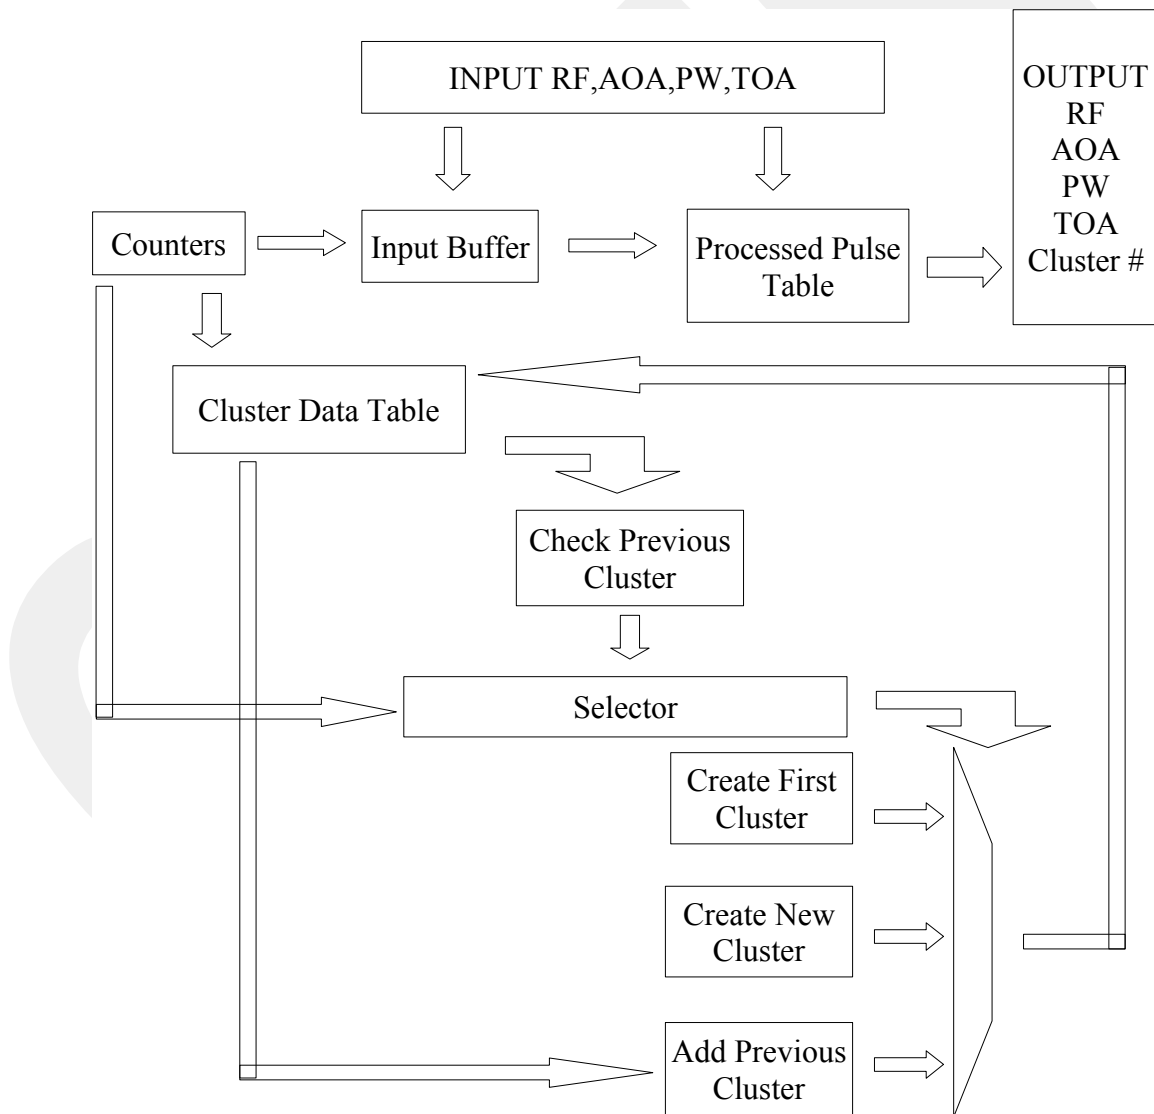 INPUT RF,AOA,PW,TOA
OUTPUT
RF
AOA
PW
TOA
Cluster #
Counters
Input Buffer
Processed Pulse
Table
Cluster Data Table
Check Previous
Cluster
Selector
Create First
Cluster
Create New
Cluster
Add Previous
Cluster